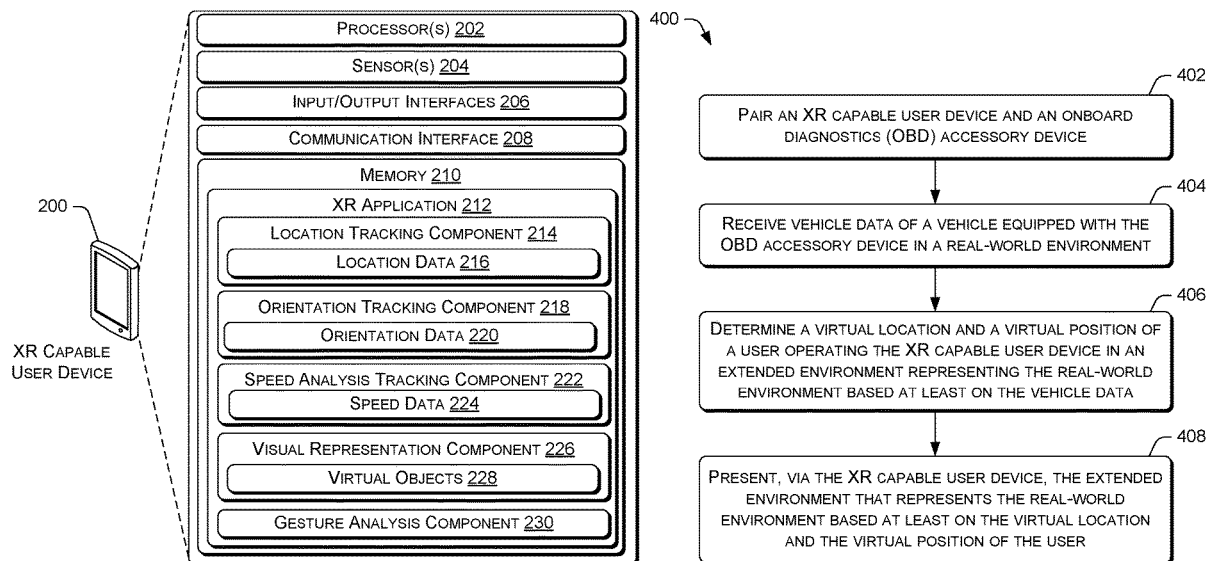 200
XR CAPABLE
USER DEVICE
PROCESSOR(S) 202
SENSOR(S) 204
INPUT/OUTPUT INTERFACES 206
COMMUNICATION INTERFACE 208
MEMORY 210
XR APPLICATION 212
LOCATION TRACKING COMPONENT 214
LOCATION DATA 216
ORIENTATION TRACKING COMPONENT 218
ORIENTATION DATA 220
SPEED ANALYSIS TRACKING COMPONENT 222
SPEED DATA 224
VISUAL REPRESENTATION COMPONENT 226
VIRTUAL OBJECTS 228
GESTURE ANALYSIS COMPONENT 230
400
402
PAIR AN XR CAPABLE USER DEVICE AND AN ONBOARD
DIAGNOSTICS (OBD) ACCESSORY DEVICE
404
RECEIVE VEHICLE DATA OF A VEHICLE EQUIPPED WITH THE
OBD ACCESSORY DEVICE IN A REAL-WORLD ENVIRONMENT
406
DETERMINE A VIRTUAL LOCATION AND A VIRTUAL POSITION OF
A USER OPERATING THE XR CAPABLE USER DEVICE IN AN
EXTENDED ENVIRONMENT REPRESENTING THE REAL-WORLD
ENVIRONMENT BASED AT LEAST ON THE VEHICLE DATA
408
PRESENT, VIA THE XR CAPABLE USER DEVICE, THE EXTENDED
ENVIRONMENT THAT REPRESENTS THE REAL-WORLD
ENVIRONMENT BASED AT LEAST ON THE VIRTUAL LOCATION
AND THE VIRTUAL POSITION OF THE USER